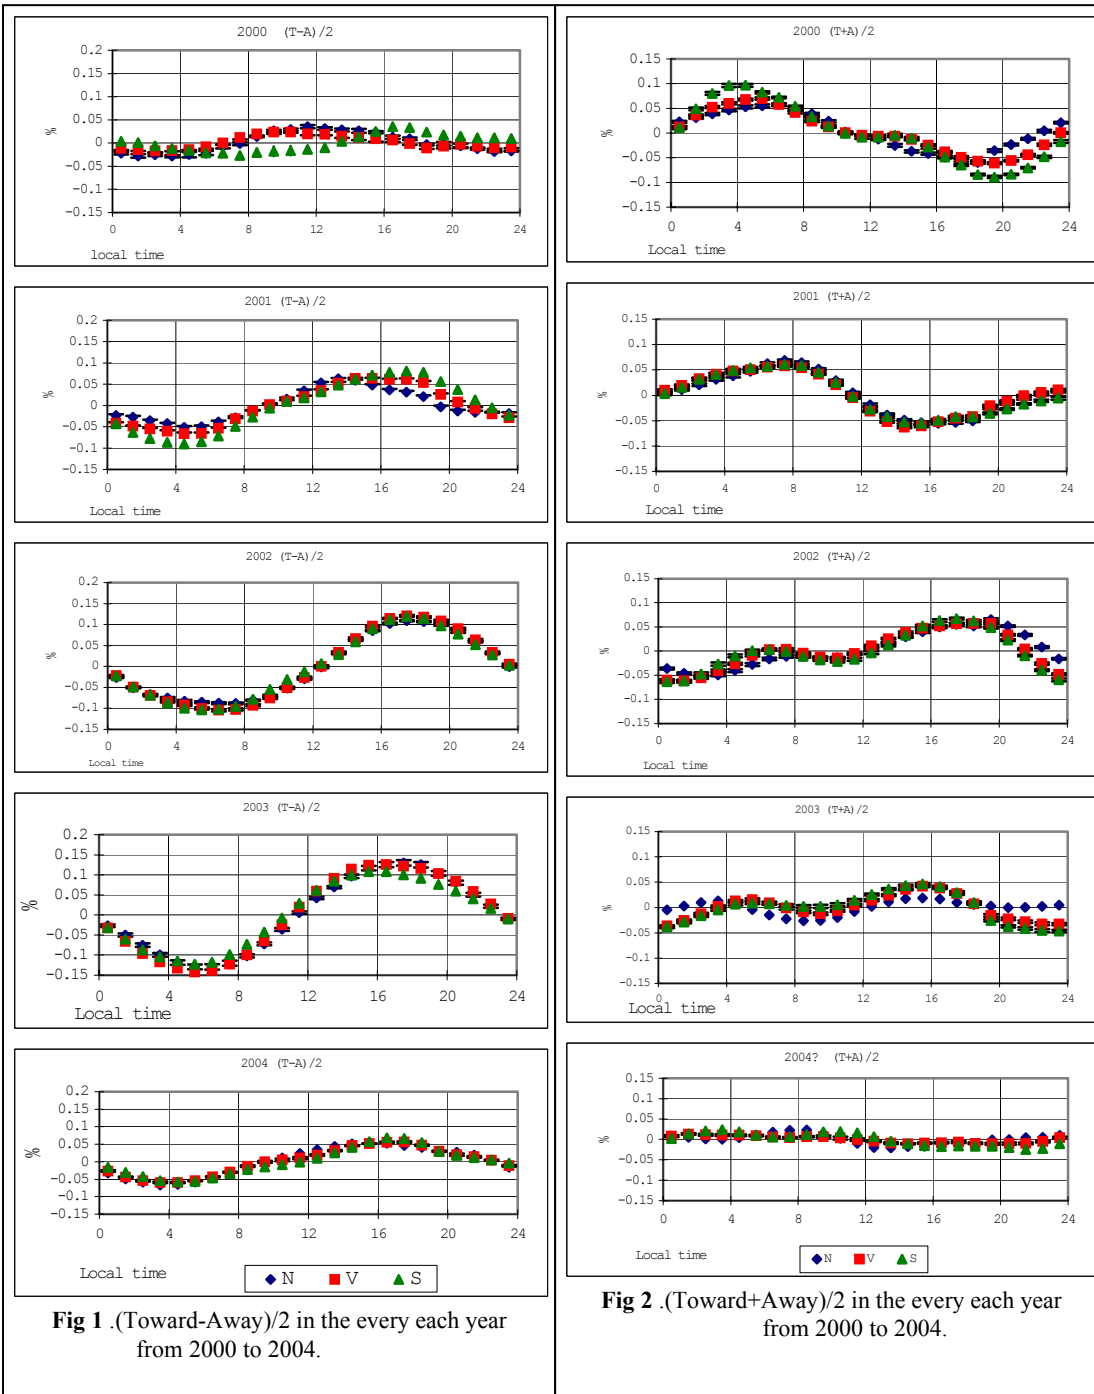 2000 (T-A)/2
0.2
0.15
0.1
0.05
0
-0.05
-0.1
-0.15
%
0 4 8 12 16 20 24
local time
2001 (T-A)/2
0.2
0.15
0.1
0.05
0
-0.05
-0.1
-0.15
%
0 4 8 12 16 20 24
Local time
2002 (T-A)/2
0.2
0.15
0.1
0.05
0
-0.05
-0.1
-0.15
%
0 4 8 12 16 20 24
Local time
2003 (T-A)/2
0.2
0.15
0.1
0.05
0
-0.05
-0.1
-0.15
%
0 4 8 12 16 20 24
Local time
2004 (T-A)/2
0.2
0.15
0.1
0.05
0
-0.05
-0.1
-0.15
%
0 4 8 12 16 20 24
Local time
N V S
Fig 1 .(Toward-Away)/2 in the every each year
from 2000 to 2004.
2000 (T+A)/2
0.15
0.1
0.05
0
-0.05
-0.1
-0.15
%
0 4 8 12 16 20 24
Local time
2001 (T+A)/2
0.15
0.1
0.05
0
-0.05
-0.1
-0.15
%
0 4 8 12 16 20 24
Local time
2002 (T+A)/2
0.15
0.1
0.05
0
-0.05
-0.1
-0.15
%
0 4 8 12 16 20 24
Local time
2003 (T+A)/2
0.15
0.1
0.05
0
-0.05
-0.1
-0.15
%
0 4 8 12 16 20 24
Local time
2004? (T+A)/2
0.15
0.1
0.05
0
-0.05
-0.1
-0.15
%
0 4 8 12 16 20 24
Local time
N V S
Fig 2 .(Toward+Away)/2 in the every each year
from 2000 to 2004.